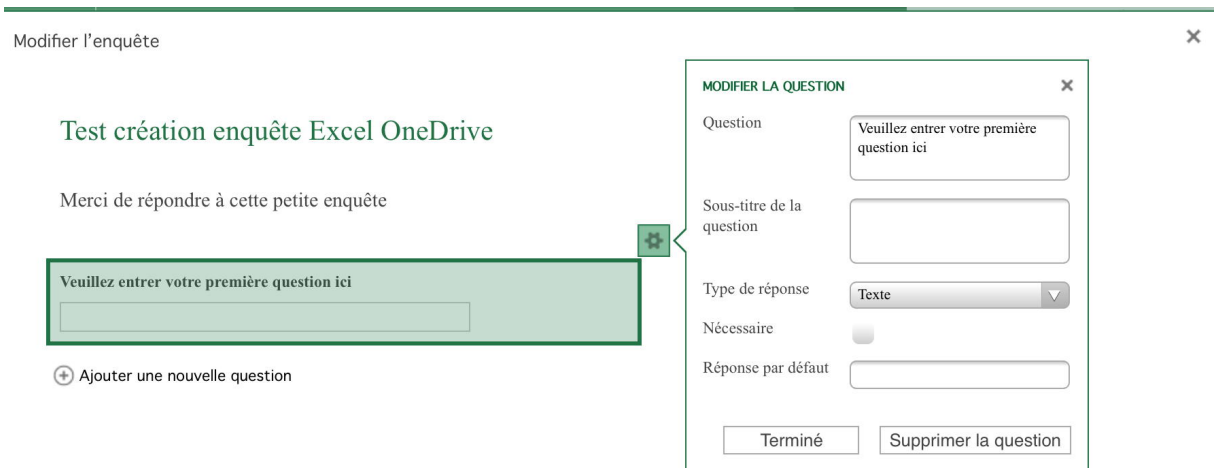 Modifier l'enquête
Test création enquête Excel OneDrive
Merci de répondre à cette petite enquête
Veuillez entrer votre première question ici
Ajouter une nouvelle question
MODIFIER LA QUESTION
Question
Veuillez entrer votre première
question ici
Sous-titre de la
question
Type de réponse
Texte
Nécessaire
Réponse par défaut
Terminé
Supprimer la question